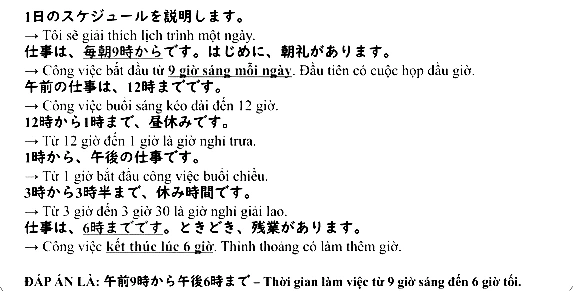 1日のスケジュールを説明します。
→ Tôi sẽ giải thích lịch trình một ngày.
仕事は、毎朝9時からです。はじめに、朝礼があります。
→ Công việc bắt đầu từ 9 giờ sáng mỗi ngày. Đầu tiên có cuộc họp đầu giờ.
午前の仕事は、12時までです。
→ Công việc buổi sáng kéo dài đến 12 giờ.
12時から1時まで、昼休みです。
→ Từ 12 giờ đến 1 giờ là giờ nghỉ trưa.
1時から、午後の仕事です。
→ Từ 1 giờ bắt đầu công việc buổi chiều.
3時から3時半まで、休み時間です。
→ Từ 3 giờ đến 3 giờ 30 là giờ nghỉ giải lao.
仕事は、6時までです。ときどき、残業があります。
→ Công việc kết thúc lúc 6 giờ. Thỉnh thoảng có làm thêm giờ.
ĐÁP ÁN LÀ: 午前9時から午後6時まで – Thời gian làm việc từ 9 giờ sáng đến 6 giờ tối.